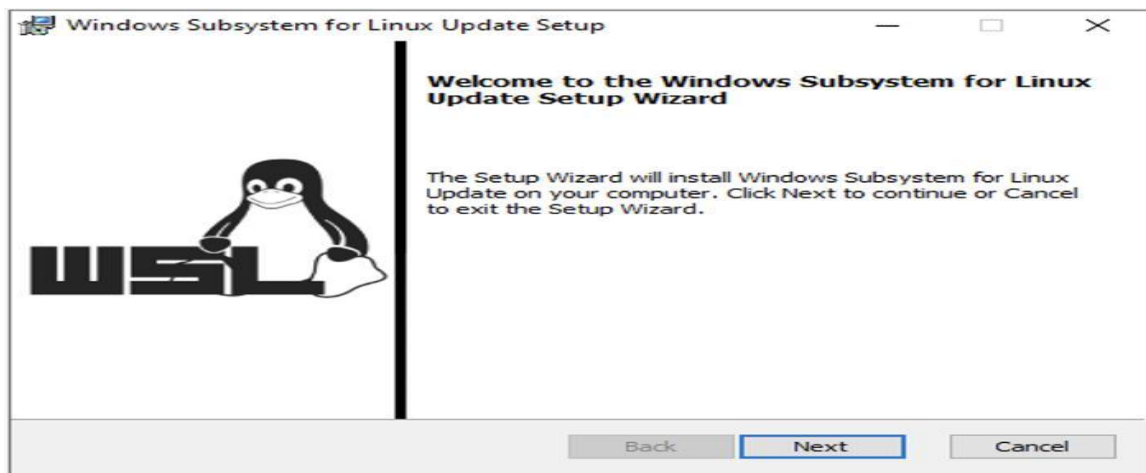 Windows Subsystem for Linux Update Setup
Welcome to the Windows Subsystem for Linux
Update Setup Wizard
The Setup Wizard will install Windows Subsystem for Linux
Update on your computer. Click Next to continue or Cancel
to exit the Setup Wizard.
WSL
Back Next Cancel